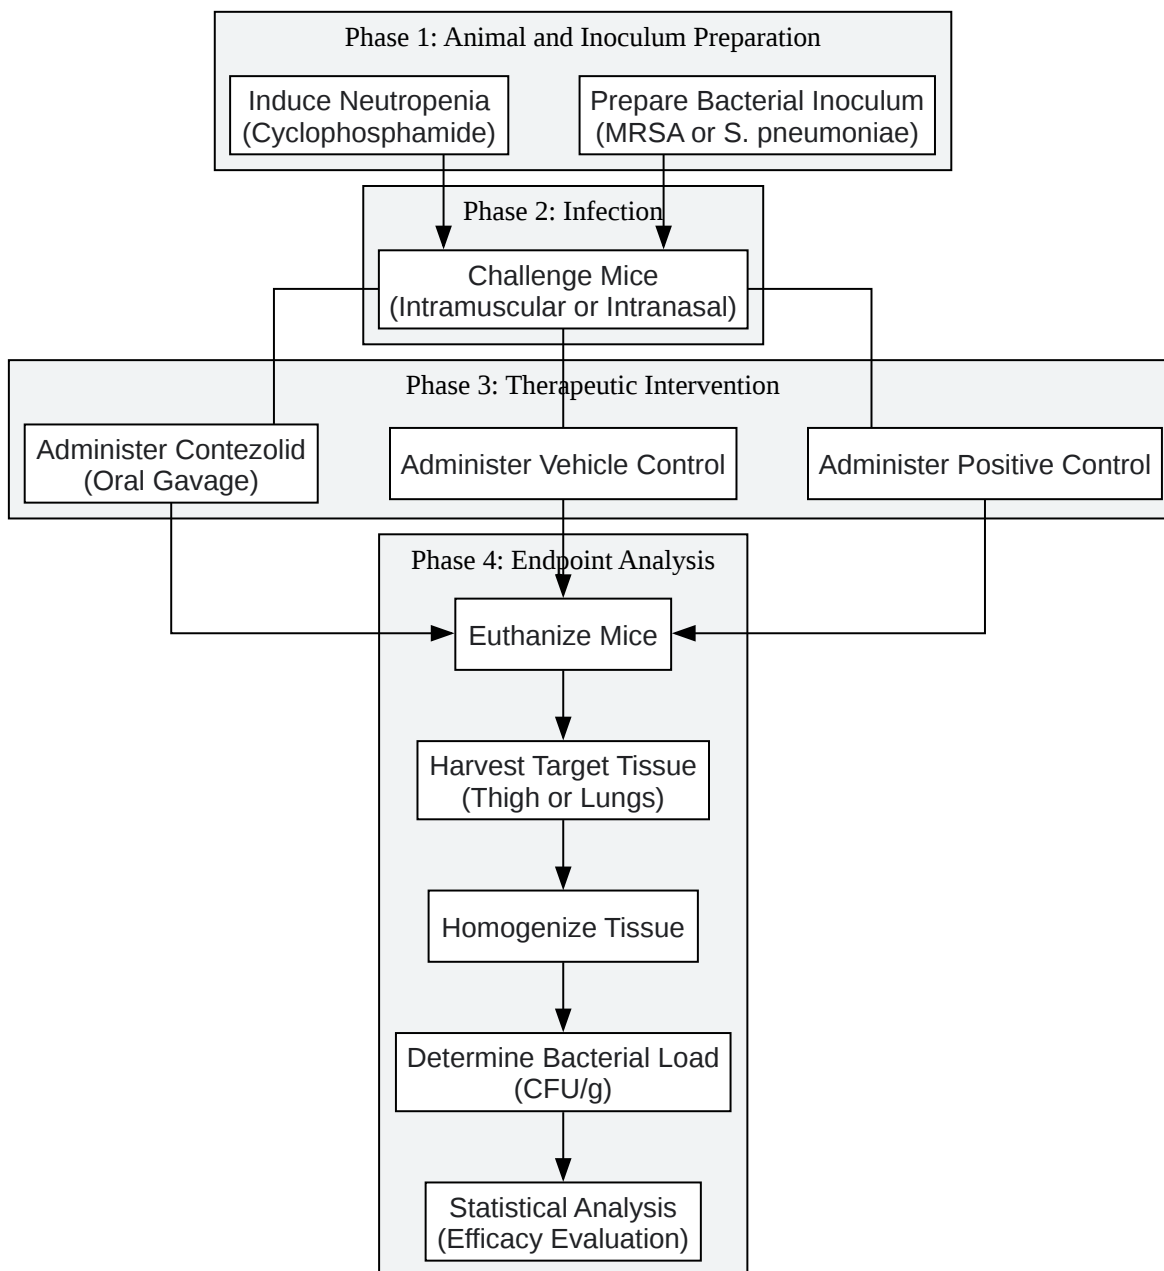 Phase 1: Animal and Inoculum Preparation
Induce Neutropenia
(Cyclophosphamide)
Prepare Bacterial Inoculum
(MRSA or S. pneumoniae)
Phase 2: Infection
Challenge Mice
(Intramuscular or Intranasal)
Phase 3: Therapeutic Intervention
Administer Contezolid
(Oral Gavage)
Administer Vehicle Control
Administer Positive Control
Phase 4: Endpoint Analysis
Euthanize Mice
Harvest Target Tissue
(Thigh or Lungs)
Homogenize Tissue
Determine Bacterial Load
(CFU/g)
Statistical Analysis
(Efficacy Evaluation)